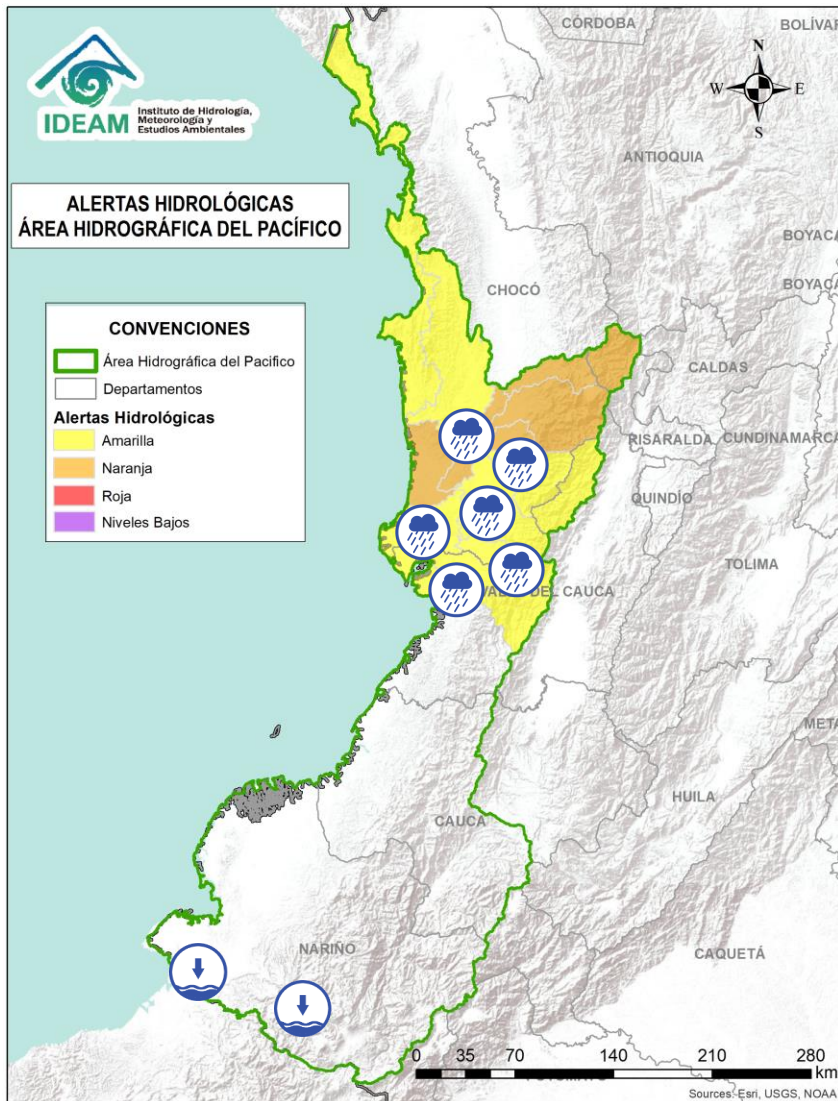 IDEAM
Instituto de Hidrología,
Meteorología y
Estudios Ambientales
ALERTAS HIDROLÓGICAS
ÁREA HIDROGRÁFICA DEL PACÍFICO
CONVENCIONES
Área Hidrográfica del Pacifico
Departamentos
Alertas Hidrológicas
Amarilla
Naranja
Roja
Niveles Bajos
N
W
E
S
CÓRDOBA
BOLÍVAR
ANTIOQUIA
BOYACÁ
BOYACÁ
CHOCÓ
CALDAS
RISARALDA
CUNDINAMARCA
QUINDÍO
TOLIMA
DEL CAUCA
META
HUILA
CAUCA
NARIÑO
CAQUETÁ
0 35 70 140 210 280
km
Sources: Esri, USGS, NOAA